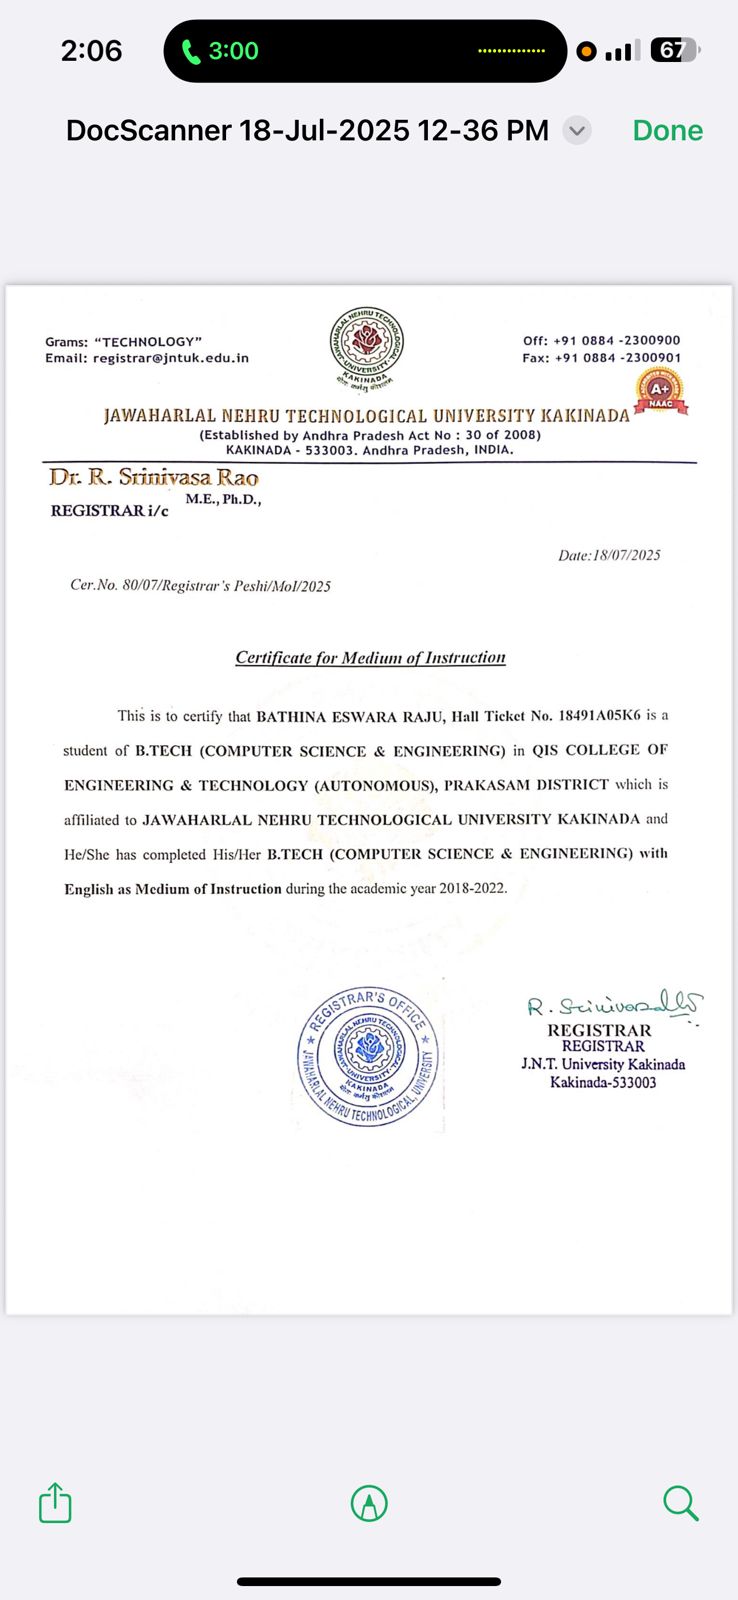 2:06
3:00
67
DocScanner 18-Jul-2025 12-36 PM
Done
Grams: “TECHNOLOGY”
Email: registrar@jntuk.edu.in
JAWAHARLAL NEHRU TECHNOLOGICAL UNIVERSITY
KAKINADA
Off: +91 0884 -2300900
Fax: +91 0884 -2300901
A+
NAAC
JAWAHARLAL NEHRU TECHNOLOGICAL UNIVERSITY KAKINADA
(Established by Andhra Pradesh Act No : 30 of 2008)
KAKINADA - 533003. Andhra Pradesh, INDIA.
Dr. R. Srinivasa Rao
M.E., Ph.D.,
REGISTRAR i/c
Date:18/07/2025
Cer.No. 80/07/Registrar’s Peshi/MoI/2025
Certificate for Medium of Instruction
This is to certify that BATHINA ESWARA RAJU, Hall Ticket No. 18491A05K6 is a
student of B.TECH (COMPUTER SCIENCE & ENGINEERING) in QIS COLLEGE OF
ENGINEERING & TECHNOLOGY (AUTONOMOUS), PRAKASAM DISTRICT which is
affiliated to JAWAHARLAL NEHRU TECHNOLOGICAL UNIVERSITY KAKINADA and
He/She has completed His/Her B.TECH (COMPUTER SCIENCE & ENGINEERING) with
English as Medium of Instruction during the academic year 2018-2022.
REGISTRAR'S OFFICE
JAWAHARLAL NEHRU TECHNOLOGICAL UNIVERSITY
KAKINADA
JAWAHARLAL NEHRU TECHNOLOGICAL, UNIVERSITY
R. Srinivasa
REGISTRAR
REGISTRAR
J.N.T. University Kakinada
Kakinada-533003